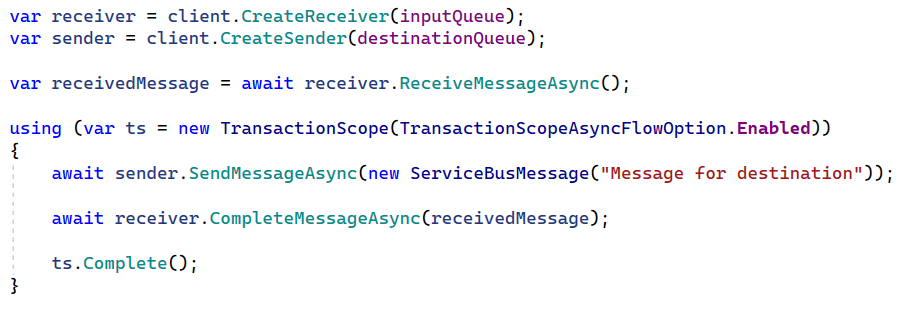 var receiver = client.CreateReceiver(inputQueue);
var sender = client.CreateSender(destinationQueue);
var receivedMessage = await receiver.ReceiveMessageAsync();
using (var ts = new TransactionScope(TransactionScopeAsyncFlowOption.Enabled))
{
await sender.SendMessageAsync(new ServiceBusMessage("Message for destination"));
await receiver.CompleteMessageAsync(receivedMessage);
ts.Complete();
}